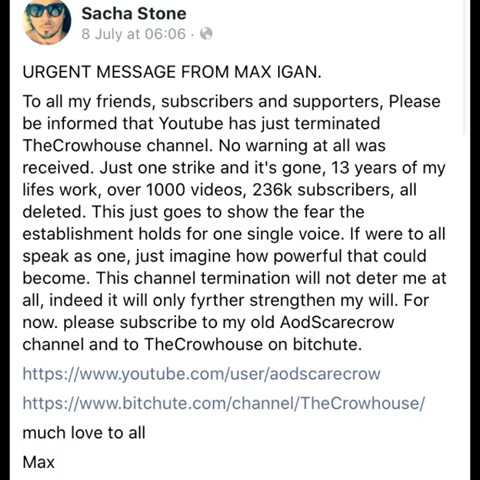 Sacha Stone
8 July at 06:06 ·
URGENT MESSAGE FROM MAX IGAN.
To all my friends, subscribers and supporters, Please
be informed that Youtube has just terminated
TheCrowhouse channel. No warning at all was
received. Just one strike and it's gone, 13 years of my
lifes work, over 1000 videos, 236k subscribers, all
deleted. This just goes to show the fear the
establishment holds for one single voice. If were to all
speak as one, just imagine how powerful that could
become. This channel termination will not deter me at
all, indeed it will only fyrther strengthen my will. For
now. please subscribe to my old AodScarecrow
channel and to TheCrowhouse on bitchute.
https://www.youtube.com/user/aodscarecrow
https://www.bitchute.com/channel/TheCrowhouse/
much love to all
Max